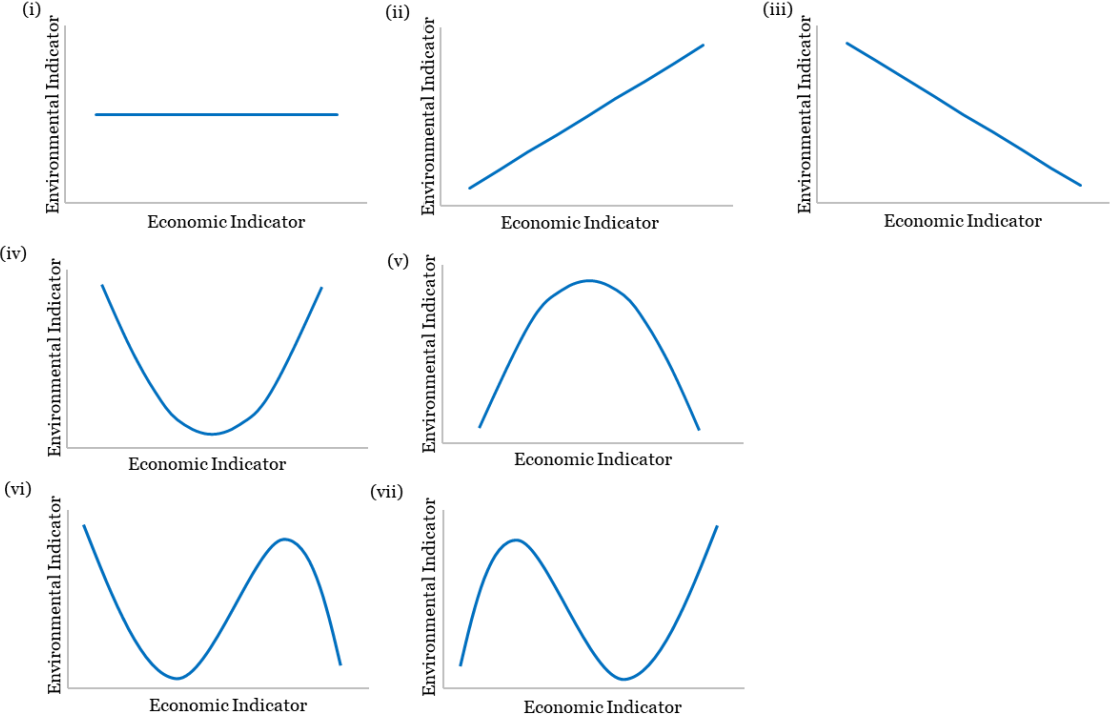 (i)
Environmental Indicator
Economic Indicator
(ii)
Environmental Indicator
Economic Indicator
(iii)
Environmental Indicator
Economic Indicator
(iv)
Environmental Indicator
Economic Indicator
(v)
Environmental Indicator
Economic Indicator
(vi)
Environmental Indicator
Economic Indicator
(vii)
Environmental Indicator
Economic Indicator